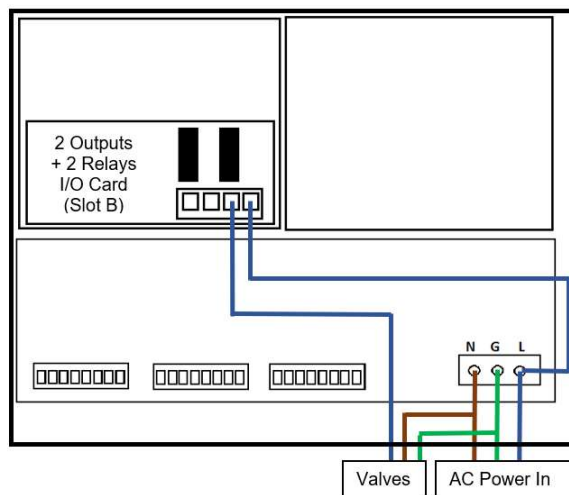 2 Outputs
+ 2 Relays
I/O Card
(Slot B)
N G L
Valves
AC Power In